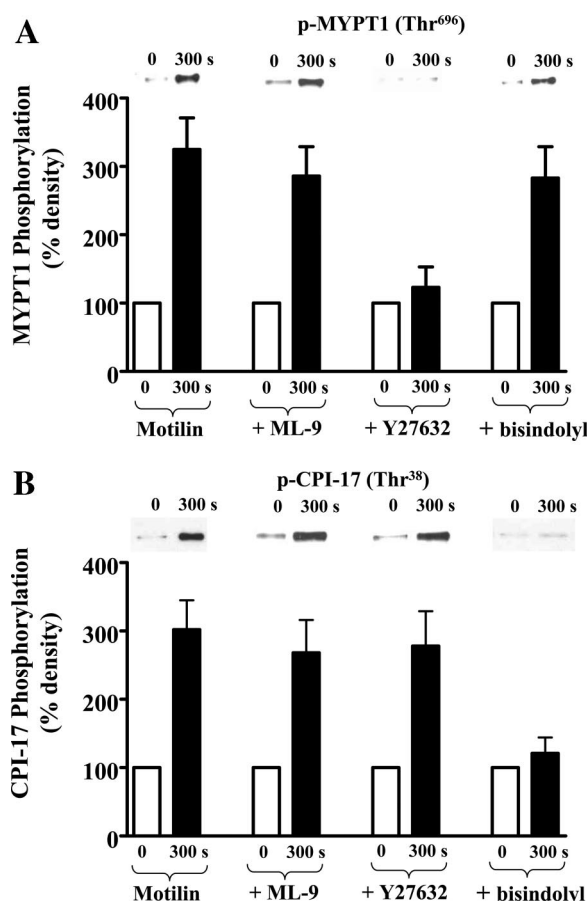 A
p-MYPT1 (Thr696)
0 300 s 0 300 s 0 300 s 0 300 s
MYPT1 Phosphorylation
(% density)
400
300
200
100
0
0 300 s 0 300 s 0 300 s 0 300 s
Motilin + ML-9 + Y27632 + bisindolyl
B
p-CPI-17 (Thr38)
0 300 s 0 300 s 0 300 s 0 300 s
CPI-17 Phosphorylation
(% density)
400
300
200
100
0
0 300 s 0 300 s 0 300 s 0 300 s
Motilin + ML-9 + Y27632 + bisindolyl